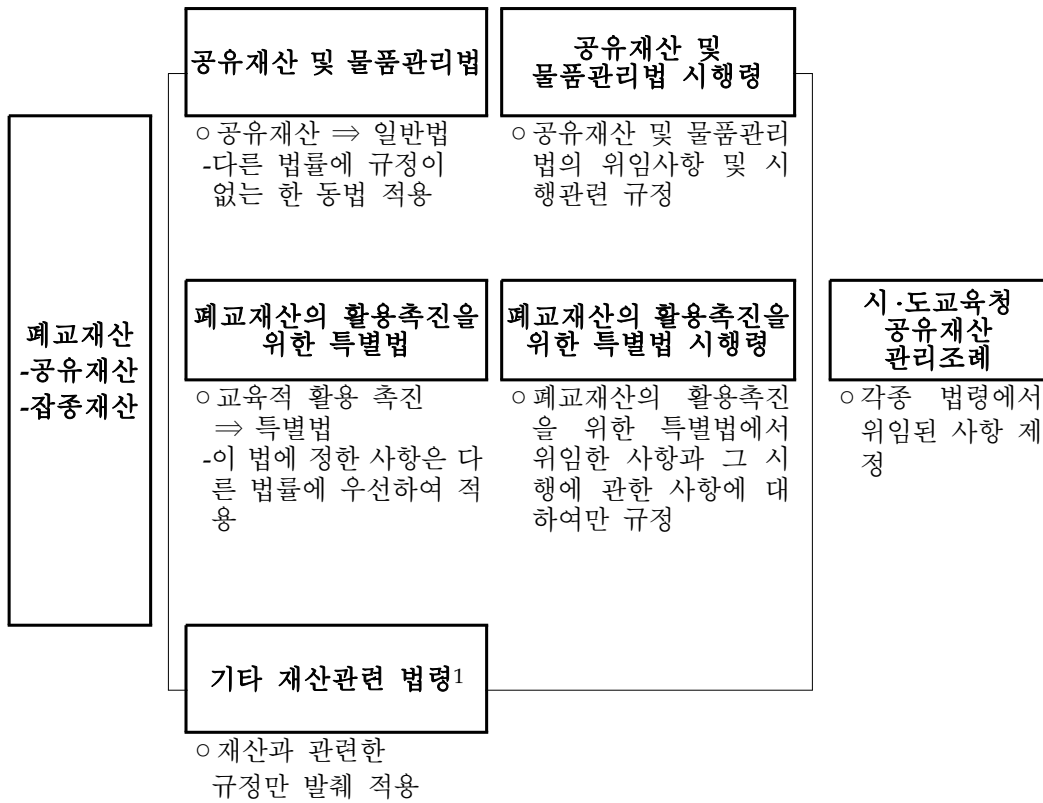 공유재산 및 물품관리법
공유재산 및
물품관리법 시행령
○ 공유재산 ⇒ 일반법
-다른 법률에 규정이
없는 한 동법 적용
○ 공유재산 및 물품관리
법의 위임사항 및 시
행관련 규정
폐교재산
-공유재산
-잡종재산
폐교재산의 활용촉진을
위한 특별법
폐교재산의 활용촉진을
위한 특별법 시행령
시·도교육청
공유재산
관리조례
○ 교육적 활용 촉진
⇒ 특별법
-이 법에 정한 사항은 다
른 법률에 우선하여 적
용
○ 폐교재산의 활용촉진
을 위한 특별법에서
위임한 사항과 그 시
행에 관한 사항에 대
하여만 규정
○ 각종 법령에서
위임된 사항 제
정
기타 재산관련 법령1
○ 재산과 관련한
규정만 발췌 적용